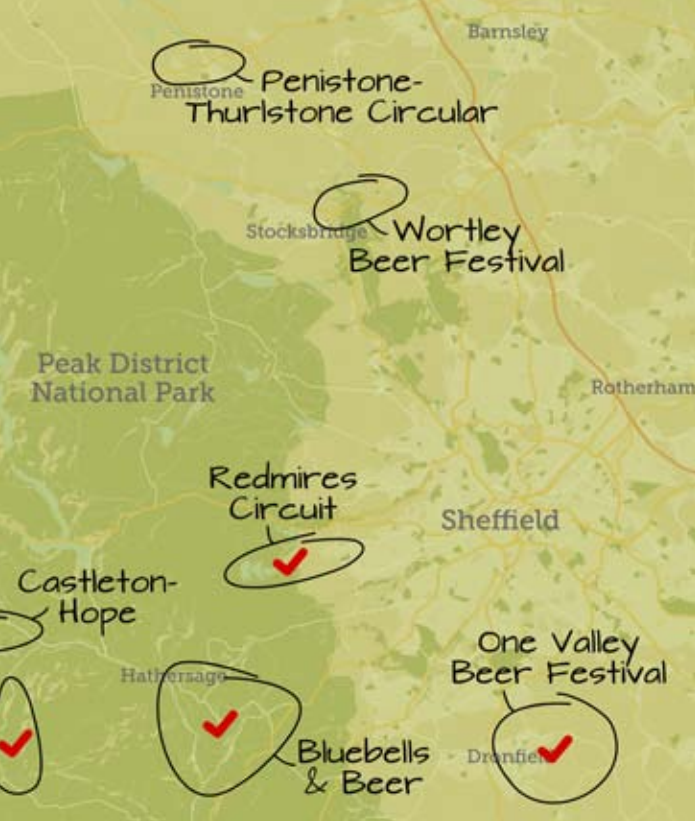 Barnsley
Penistone
Penistone-
Thurlstone Circular
Stocksbridge
Wortley
Beer Festival
Peak District
National Park
Rotherham
Redmires
Circuit
Sheffield
Castleton-
Hope
One Valley
Beer Festival
Hathersage
Bluebells
& Beer
Dronfiel